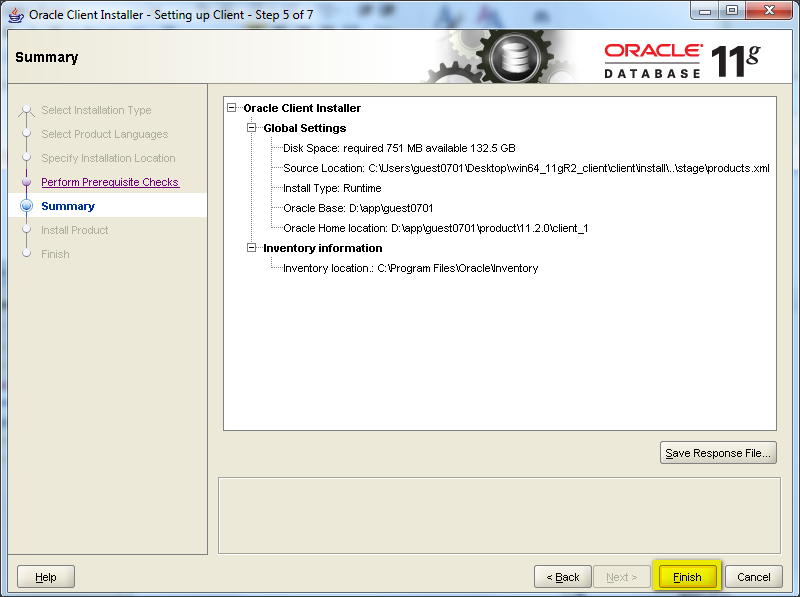 Oracle Client Installer - Setting up Client - Step 5 of 7
Summary
ORACLE
DATABASE 11g
Select Installation Type
Select Product Languages
Specify Installation Location
Perform Prerequisite Checks
Summary
Install Product
Finish
Oracle Client Installer
Global Settings
Disk Space: required 751 MB available 132.5 GB
Source Location: C:\Users\guest0701\Desktop\win64_11gR2_client\client\install\..\stage\products.xml
Install Type: Runtime
Oracle Base: D:\app\guest0701
Oracle Home location: D:\app\guest0701\product\11.2.0\client_1
Inventory information
Inventory location.: C:\Program Files\Oracle\Inventory
Save Response File...
Help
< Back
Next >
Finish
Cancel